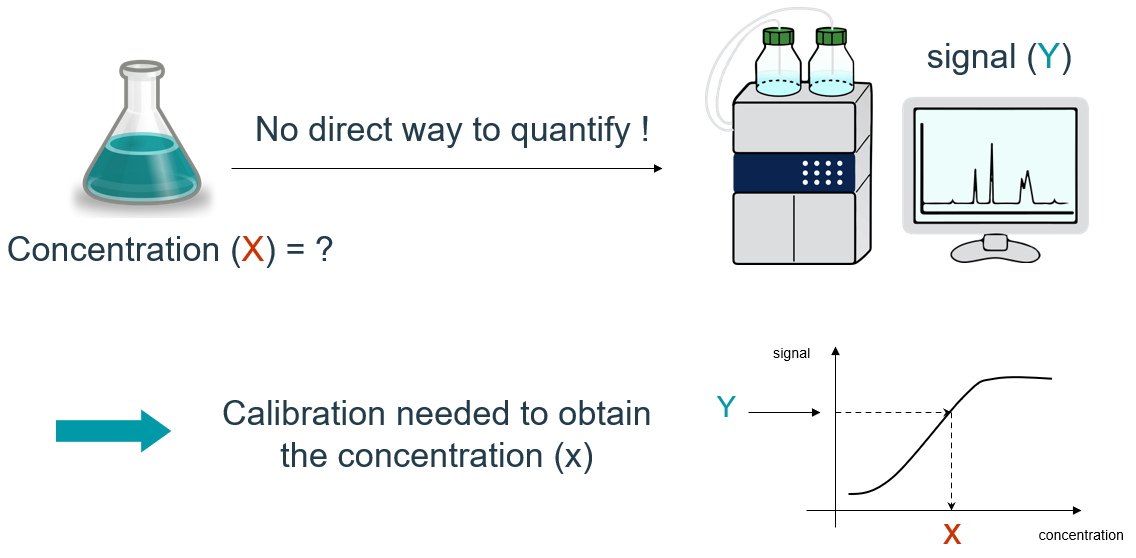 signal (Y)
No direct way to quantify !
Concentration (X) = ?
signal
Y
Calibration needed to obtain
the concentration (x)
X
concentration